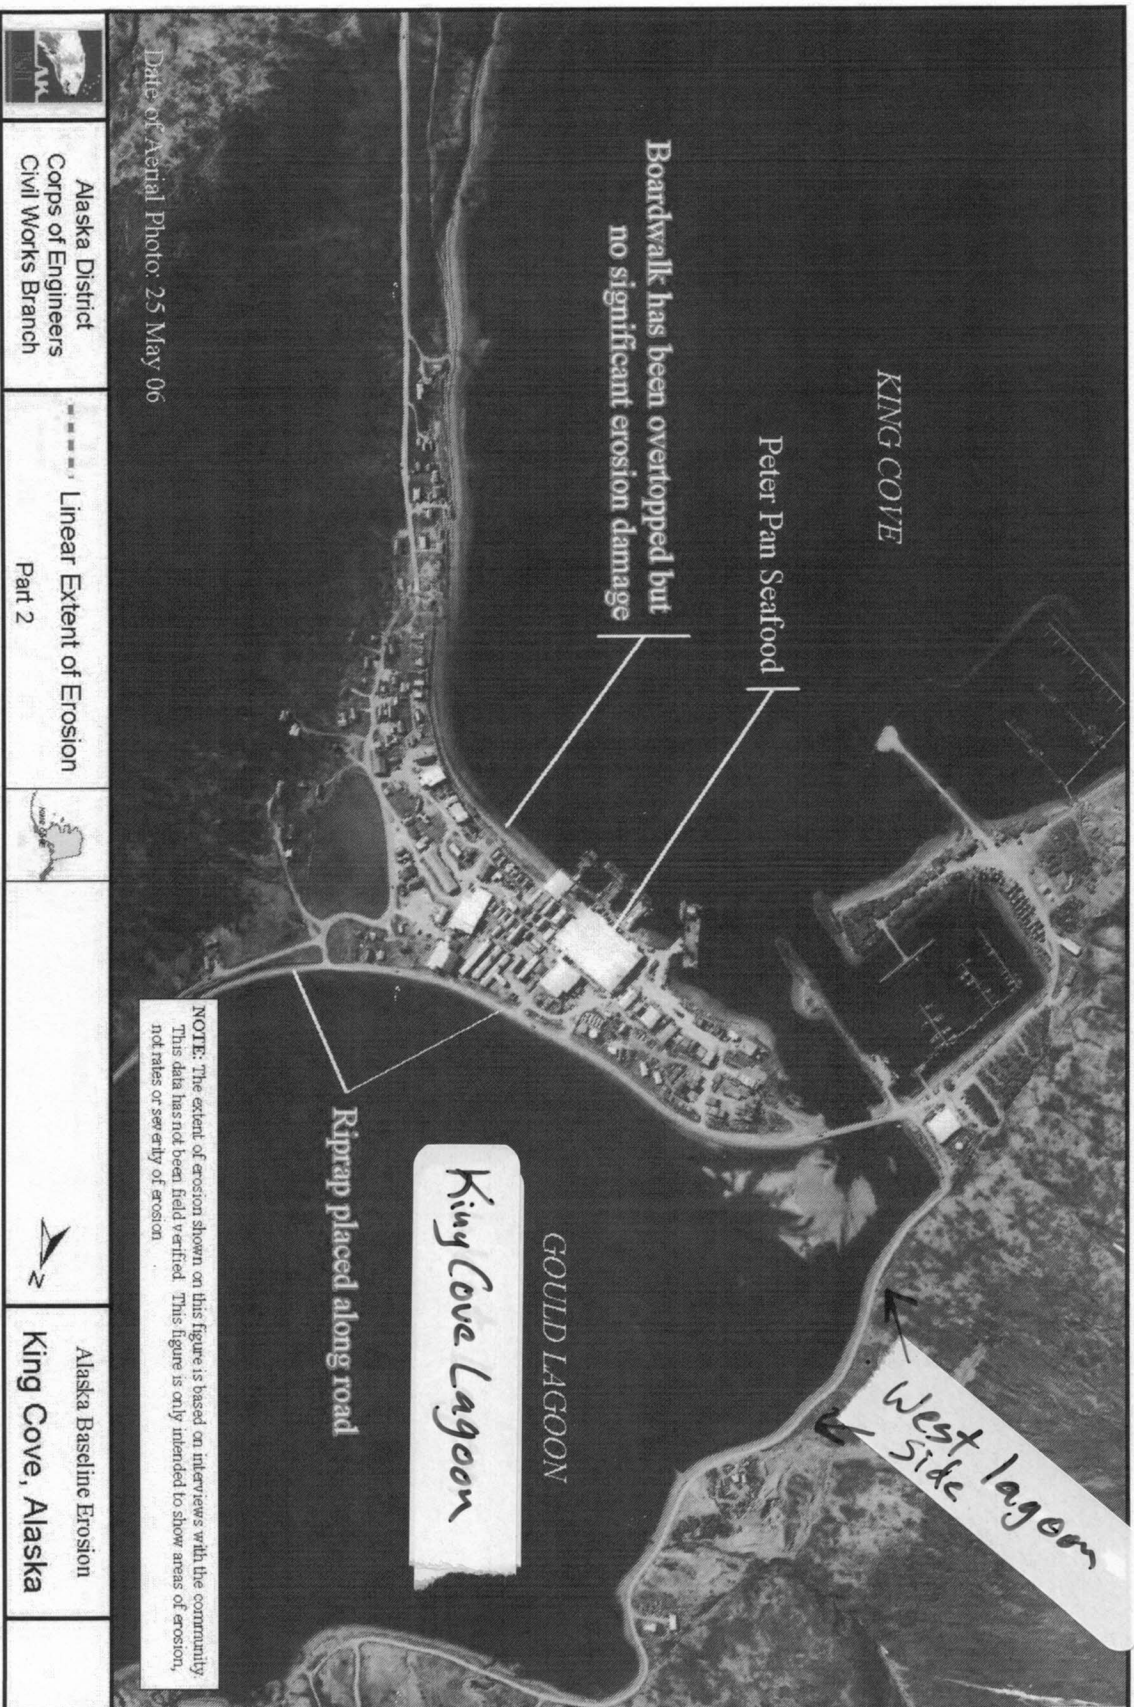 KING COVE
Peter Pan Seafood
Boardwalk has been overtopped but
no significant erosion damage
West lagoon
Side
GOULD LAGOON
King Cove Lagoon
Riprap placed along road
Date of Aerial Photo: 25 May 06
NOTE: The extent of erosion shown on this figure is based on interviews with the community.
This data has not been field verified. This figure is only intended to show areas of erosion,
not rates or severity of erosion.
AK
Alaska District
Corps of Engineers
Civil Works Branch
Linear Extent of Erosion
Part 2
N
Alaska Baseline Erosion
King Cove, Alaska